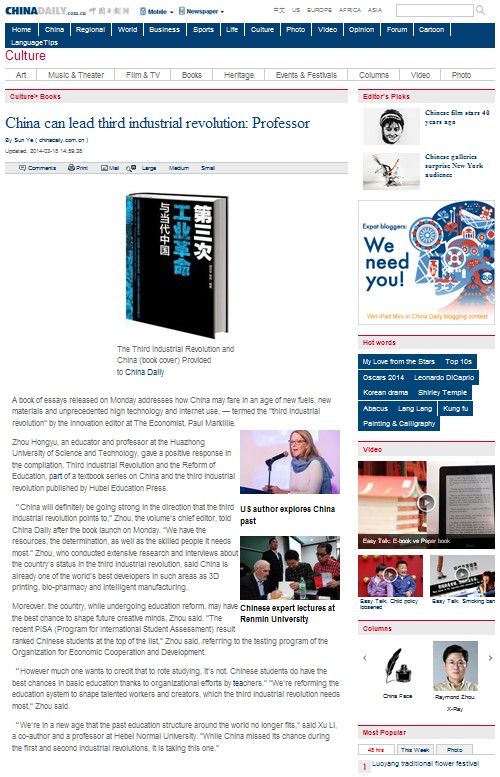 CHINADAILY.com.cn 中国日报网 Mobile Newspaper 中文 US EUROPE AFRICA ASIA
Home China Regional World Business Sports Life Culture Photo Video Opinion Forum Cartoon
LanguageTips
Culture
Art Music & Theater Film & TV Books Heritage Events & Festivals Columns Video Photo
Culture> Books
China can lead third industrial revolution: Professor
By Sun Ye ( chinadaily.com.cn )
Updated: 2014-03-18 14:59:26
Comments Print Mail Large Medium Small
第三次
工业革命
与当代中国
The Third Industrial Revolution and
China (book cover) Provided
to China Daily
A book of essays released on Monday addresses how China may fare in an age of new fuels, new
materials and unprecedented high technology and internet use, — termed the "third industrial
revolution" by the innovation editor at The Economist, Paul Markillie.
Zhou Hongyu, an educator and professor at the Huazhong
University of Science and Technology, gave a positive response in
the compilation, Third Industrial Revolution and the Reform of
Education, part of a textbook series on China and the third industrial
revolution published by Hubei Education Press.
"China will definitely be going strong in the direction that the third
industrial revolution points to," Zhou, the volume's chief editor, told
China Daily after the book launch on Monday. "We have the
resources, the determination, as well as the skilled people it needs
most." Zhou, who conducted extensive research and interviews about
the country's status in the third industrial revolution, said China is
already one of the world's best developers in such areas as 3D
printing, bio-pharmacy and intelligent manufacturing.
Moreover, the country, while undergoing education reform, may have
the best chance to shape future creative minds, Zhou said. "The
recent PISA (Program for International Student Assessment) result
ranked Chinese students at the top of the list," Zhou said, referring to the testing program of the
Organization for Economic Cooperation and Development.
"However much one wants to credit that to rote studying, it's not. Chinese students do have the
best chances in basic education thanks to organizational efforts by teachers." "We're reforming the
education system to shape talented workers and creators, which the third industrial revolution needs
most," Zhou said.
"We're in a new age that the past education structure around the world no longer fits," said Xu Li,
a co-author and a professor at Hebei Normal University. "While China missed its chance during
the first and second industrial revolutions, it is taking this one."
US author explores China
past
Chinese expert lectures at
Renmin University
Editor's Picks
Chinese film stars 40
years ago
Chinese galleries
surprise New York
audience
Expat bloggers:
We
need
you!
Win iPad Mini in China Daily blogging contest
Hot words
My Love from the Stars Top 10s
Oscars 2014 Leonardo DiCaprio
Korean drama Shirley Temple
Abacus Lang Lang Kung fu
Painting & Calligraphy
Video
Easy Talk: E-book vs Paper book
Easy Talk: Child policy
loosened
Easy Talk: Smoking ban
Columns
China Face
Raymond Zhou:
X-Ray
Most Popular
48 hrs This Week Photo
1 Luoyang traditional flower festival